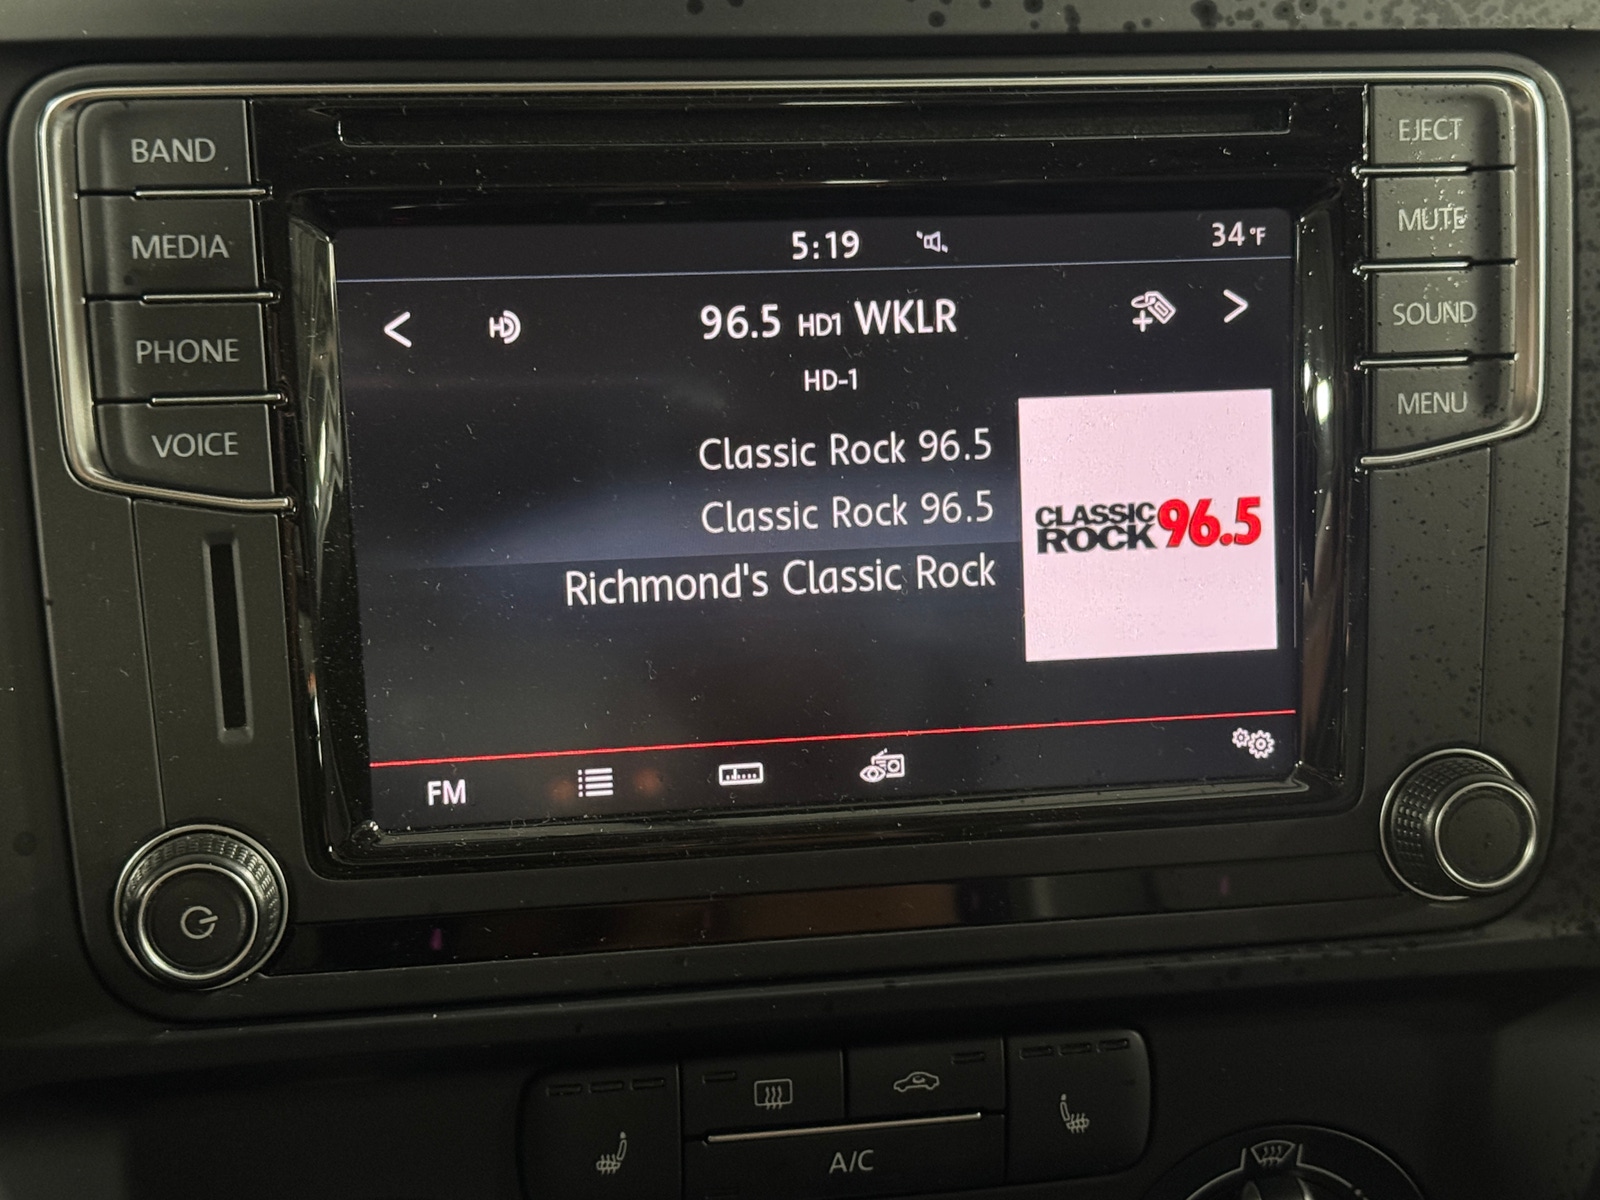 BAND
MEDIA
PHONE
VOICE
EJECT
MUTE
SOUND
MENU
5:19
34°F
<
96.5 HD1 WKLR
>
HD-1
Classic Rock 96.5
Classic Rock 96.5
Richmond's Classic Rock
CLASSIC
ROCK 96.5
FM
A/C